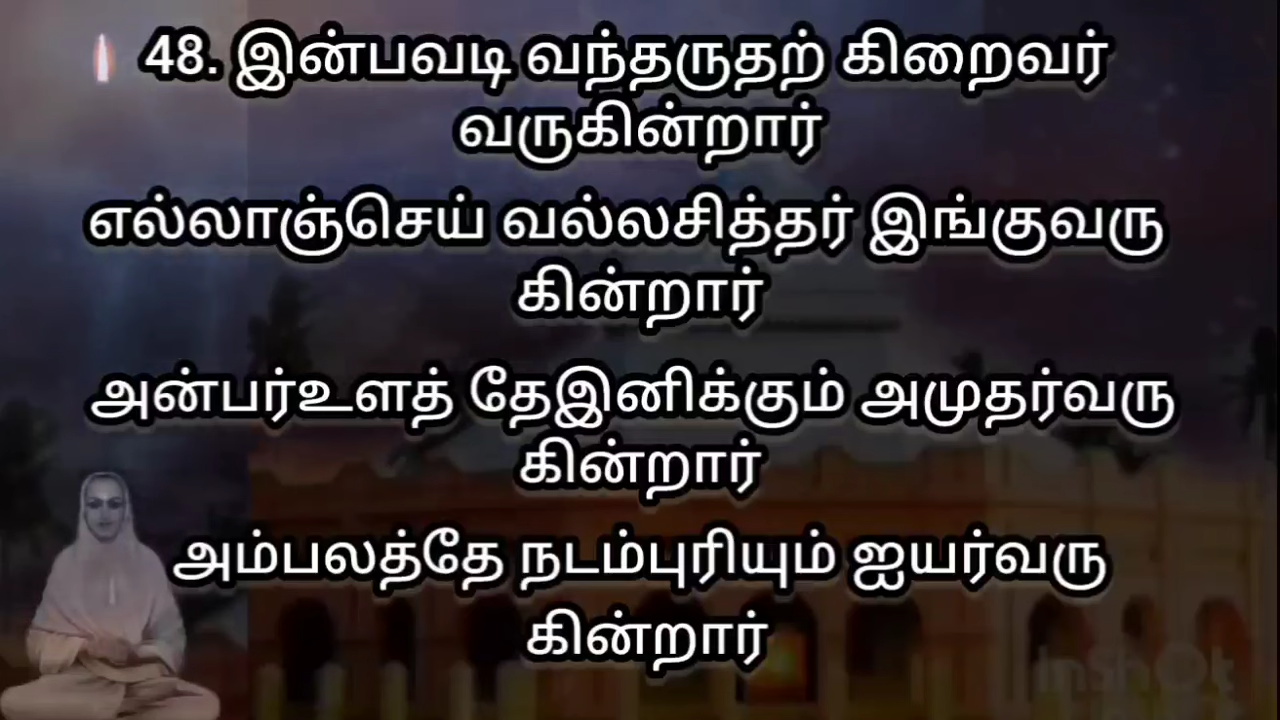 48. இன்பவடி வந்தருதற் கிறைவர்
வருகின்றார்
எல்லாஞ்செய் வல்லசித்தர் இங்குவரு
கின்றார்
அன்பர்உளத் தேஇனிக்கும் அமுதர்வரு
கின்றார்
அம்பலத்தே நடம்புரியும் ஐயர்வரு
கின்றார்
InShOt